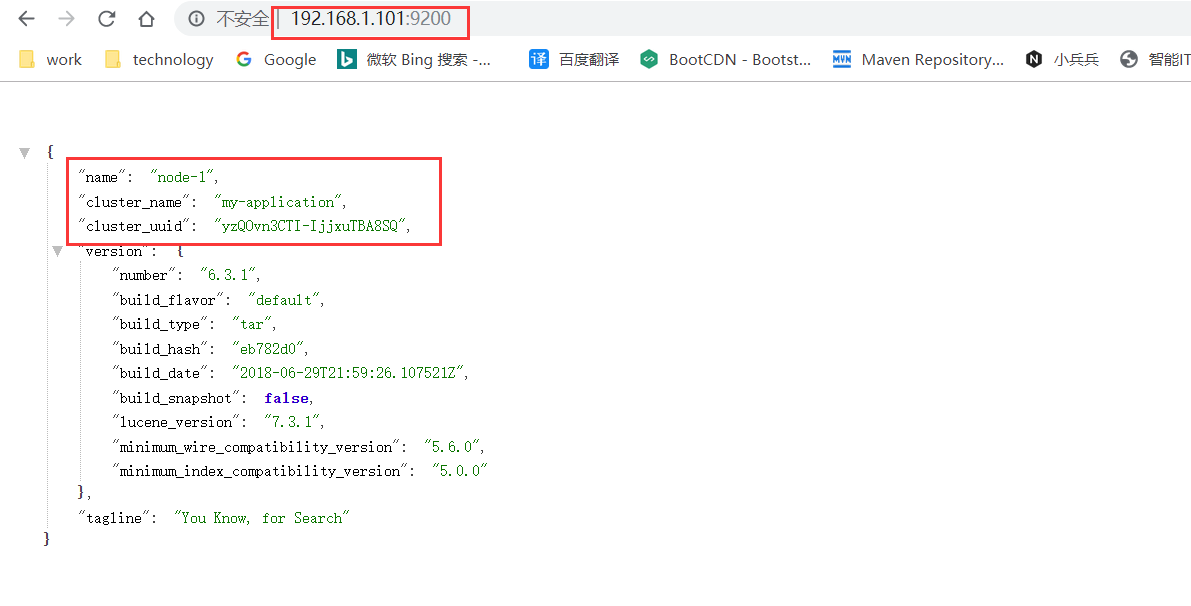 不安全 192.168.1.101:9200
work technology Google 微软 Bing 搜索 -... 百度翻译 BootCDN - Bootst... Maven Repository... 小兵兵 智能IT
{
"name": "node-1",
"cluster_name": "my-application",
"cluster_uuid": "yzQOvn3CTI-IjjxuTBA8SQ",
"version": {
"number": "6.3.1",
"build_flavor": "default",
"build_type": "tar",
"build_hash": "eb782d0",
"build_date": "2018-06-29T21:59:26.107521Z",
"build_snapshot": false,
"lucene_version": "7.3.1",
"minimum_wire_compatibility_version": "5.6.0",
"minimum_index_compatibility_version": "5.0.0"
},
"tagline": "You Know, for Search"
}